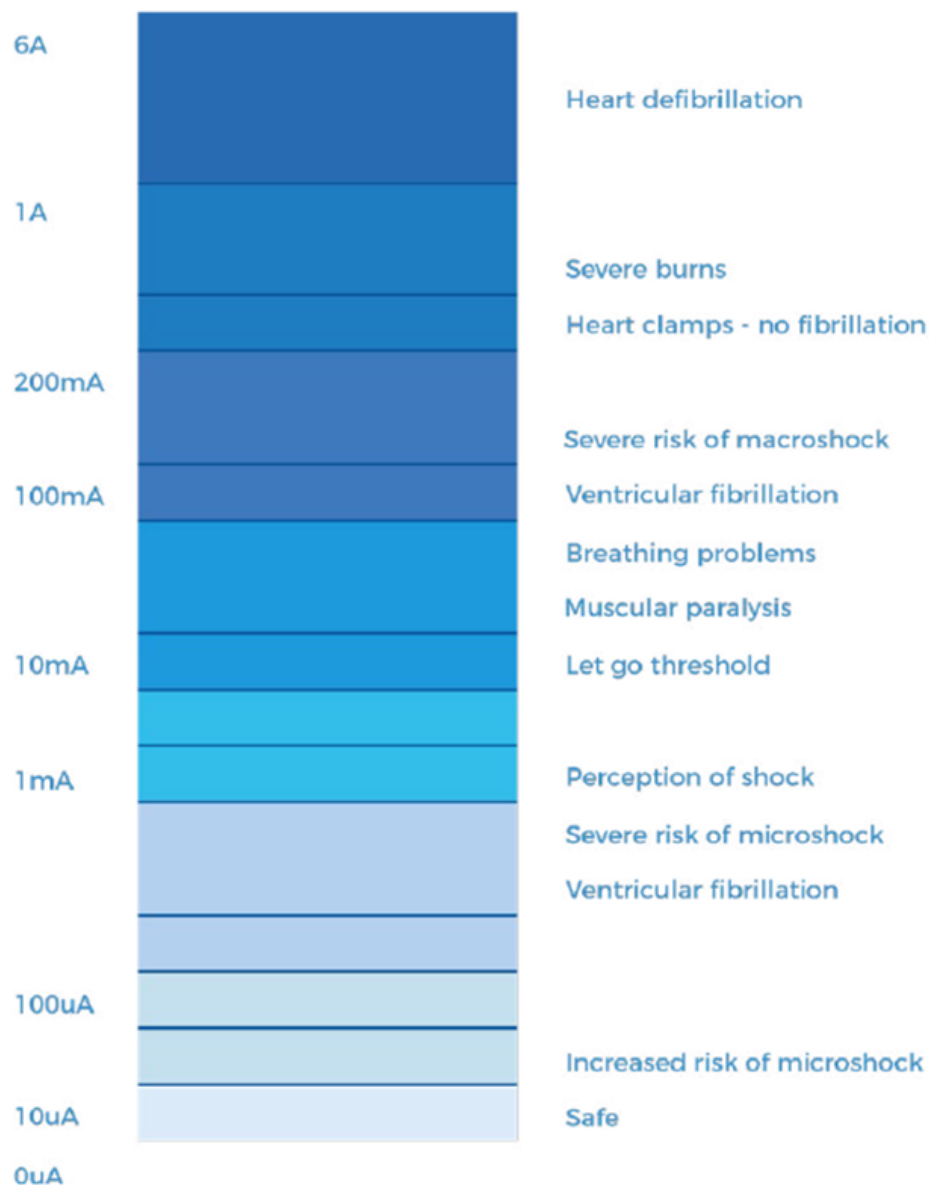 6A
Heart defibrillation
1A
Severe burns
Heart clamps - no fibrillation
200mA
Severe risk of macroshock
100mA
Ventricular fibrillation
Breathing problems
Muscular paralysis
10mA
Let go threshold
1mA
Perception of shock
Severe risk of microshock
Ventricular fibrillation
100uA
Increased risk of microshock
10uA
Safe
0uA